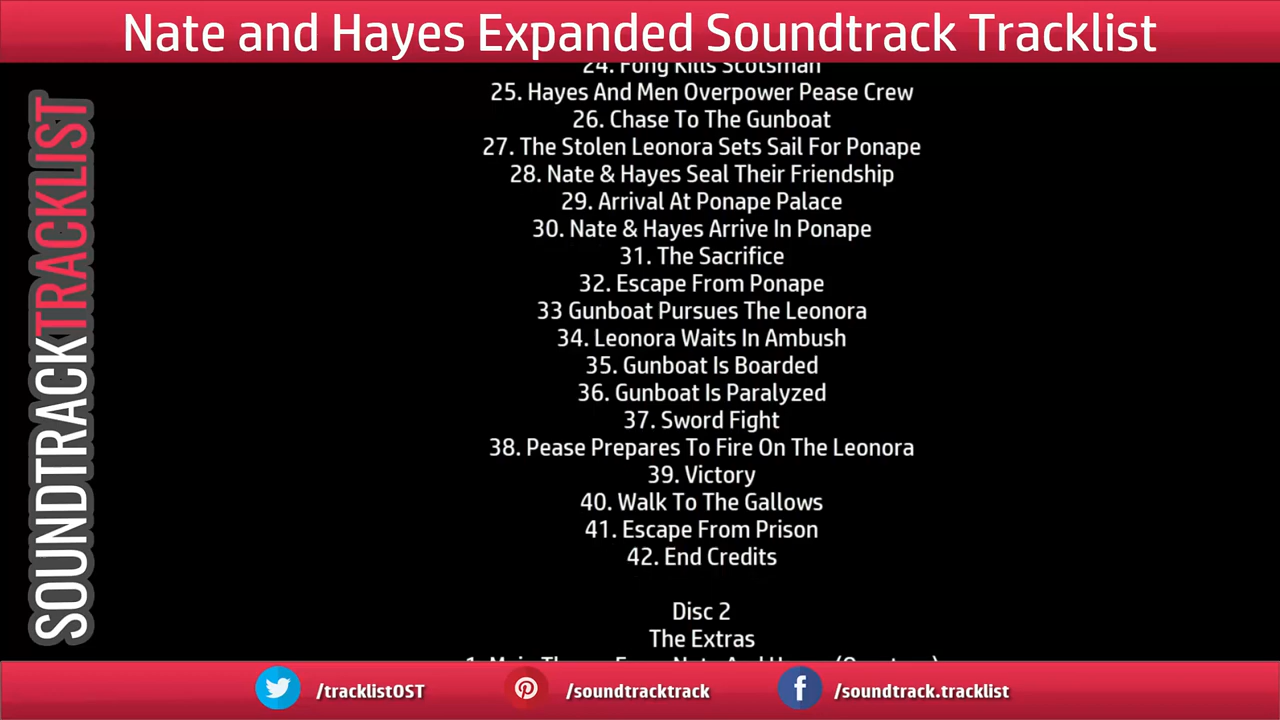 Nate and Hayes Expanded Soundtrack Tracklist
24. Fong Kills Scotsman
25. Hayes And Men Overpower Pease Crew
26. Chase To The Gunboat
27. The Stolen Leonora Sets Sail For Ponape
28. Nate & Hayes Seal Their Friendship
29. Arrival At Ponape Palace
30. Nate & Hayes Arrive In Ponape
31. The Sacrifice
32. Escape From Ponape
33 Gunboat Pursues The Leonora
34. Leonora Waits In Ambush
35. Gunboat Is Boarded
36. Gunboat Is Paralyzed
37. Sword Fight
38. Pease Prepares To Fire On The Leonora
39. Victory
40. Walk To The Gallows
41. Escape From Prison
42. End Credits
Disc 2
The Extras
SOUNDTRACKTRACKLIST
/tracklistOST
/soundtracktrack
/soundtrack.tracklist